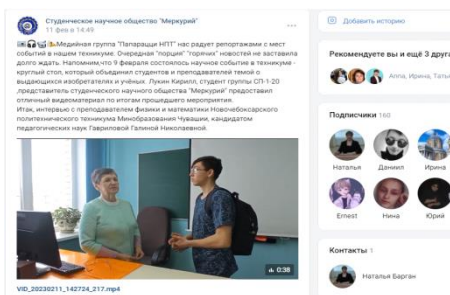 Студенческое научное общество "Меркурий"
11 фев в 14:49
Медийная группа "Папарацци НПТ" нас радует репортажами с мест
событий в нашем техникуме. Очередная "порция" "горячих" новостей не заставила
долго ждать. Напомним,что 9 февраля состоялось научное событие в техникуме -
круглый стол, который объединил студентов и преподавателей темой о
выдающихся изобретателях и учёных. Лукин Кирилл, студент группы СП-1-20
,представитель студенческого научного общества "Меркурий" предоставил
отличный видеоматериал по итогам прошедшего мероприятия.
Итак, интервью с преподавателем физики и математики Новочебоксарского
политехнического техникума Минобразования Чувашии, кандидатом
педагогических наук Гавриловой Галиной Николаевной.
0:38
VID_20230211_142724_217.mp4
Добавить историю
Рекомендуете вы и ещё 3 друга
Анна, Ирина, Татья
Подписчики 160
Наталья Даниил Ирина
Ernest Нина Юрий
Контакты 1
Наталья Барган